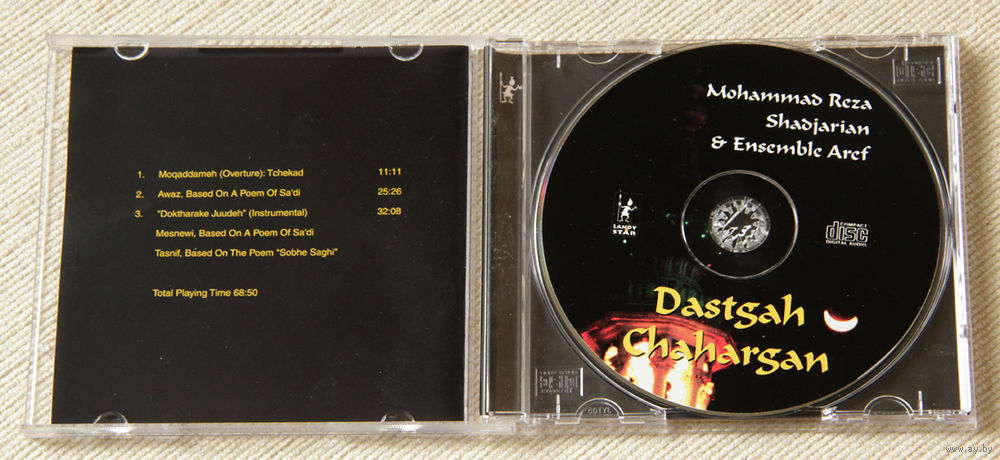 1. Moqaddameh (Overture): Tchekad 11:11
2. Awaz, Based On A Poem Of Sa'di 25:26
3. "Doktharake Juudeh" (Instrumental) 32:08
Mesnewi, Based On A Poem Of Sa'di
Tasnif, Based On The Poem "Sobhe Saghi"
Total Playing Time 68:50
Mohammad Reza
Shadjarian
& Ensemble Aref
LANDY
STAR
COMPACT
disc
DIGITAL AUDIO
Dastgah
Chahargan
DISC
www.ay.by